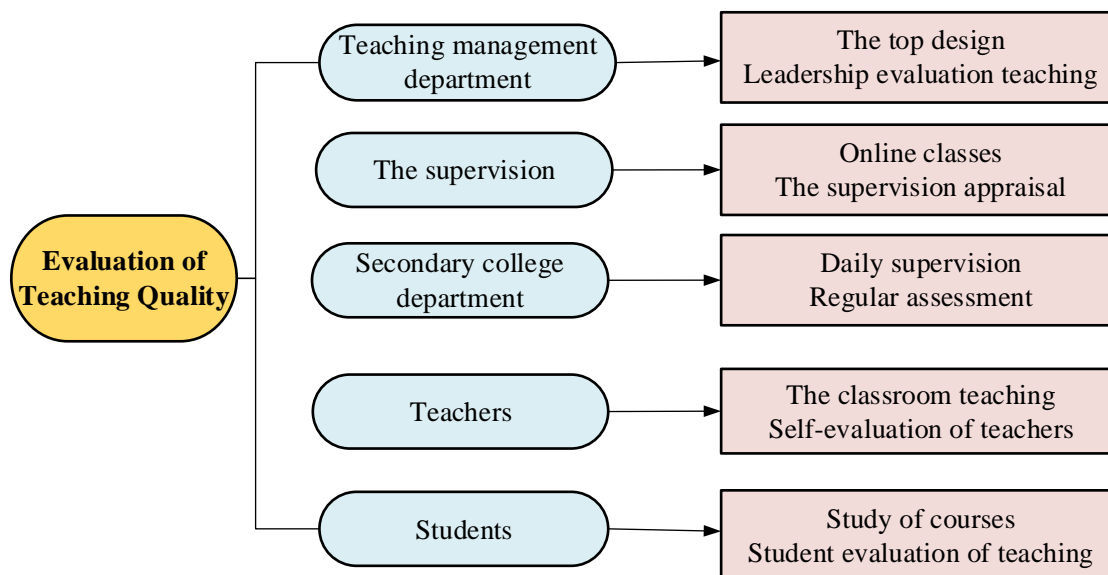 Evaluation of
Teaching Quality
Teaching management
department
The top design
Leadership evaluation teaching
The supervision
Online classes
The supervision appraisal
Secondary college
department
Daily supervision
Regular assessment
Teachers
The classroom teaching
Self-evaluation of teachers
Students
Study of courses
Student evaluation of teaching